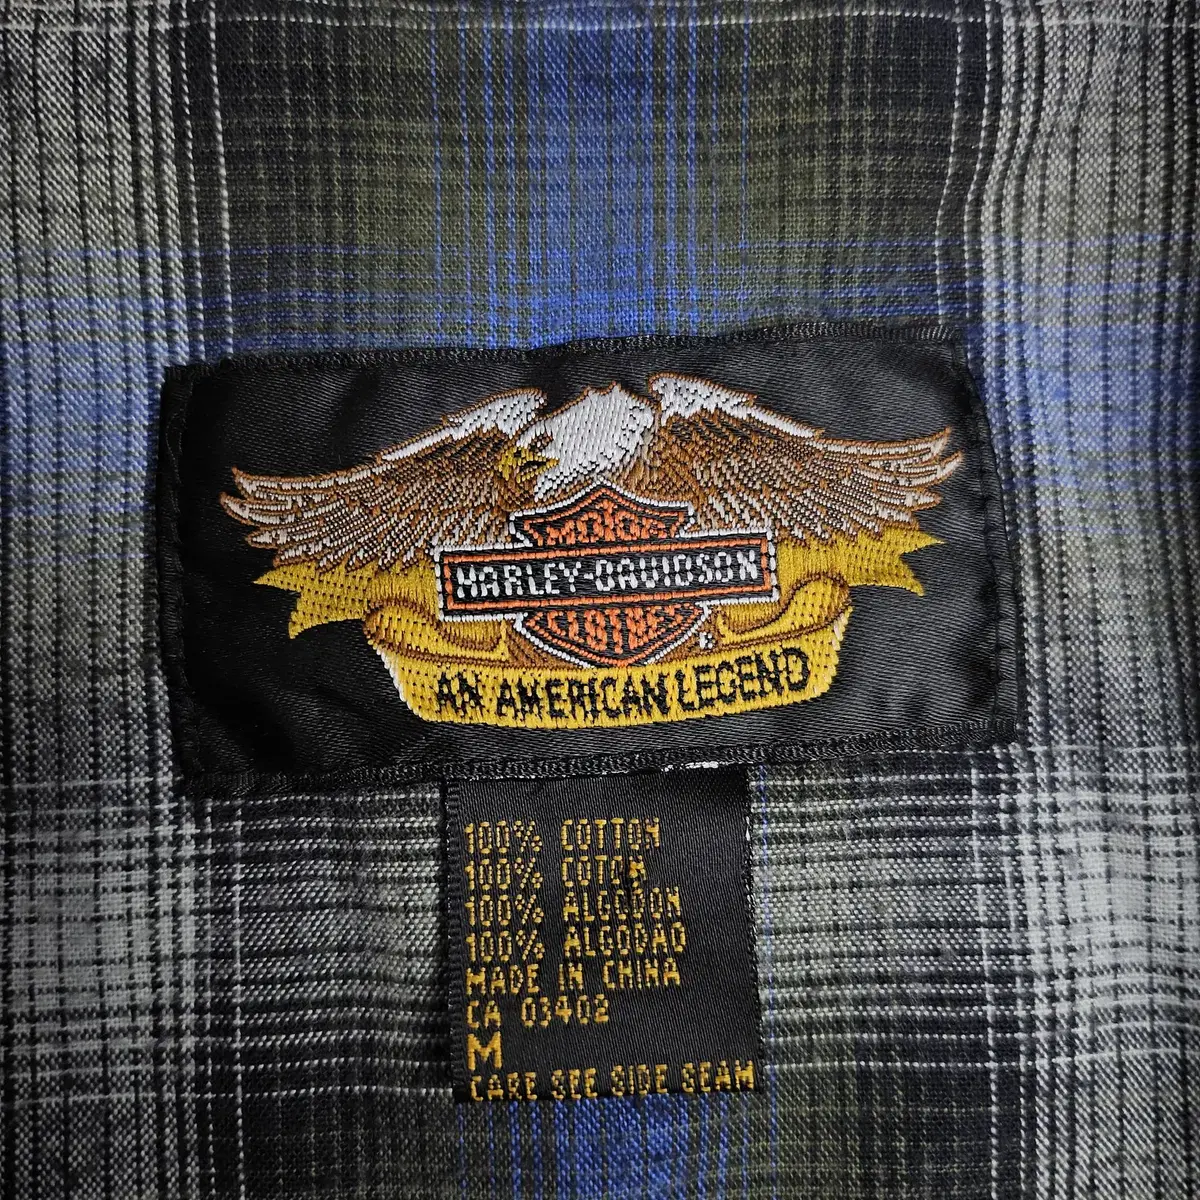 MOTOR
HARLEY-DAVIDSON
CYCLES
®
AN AMERICAN LEGEND
100% COTTON
100% COTON
100% ALGODON
100% ALGODAO
MADE IN CHINA
CA 03402
M
CARE SEE SIDE SEAM